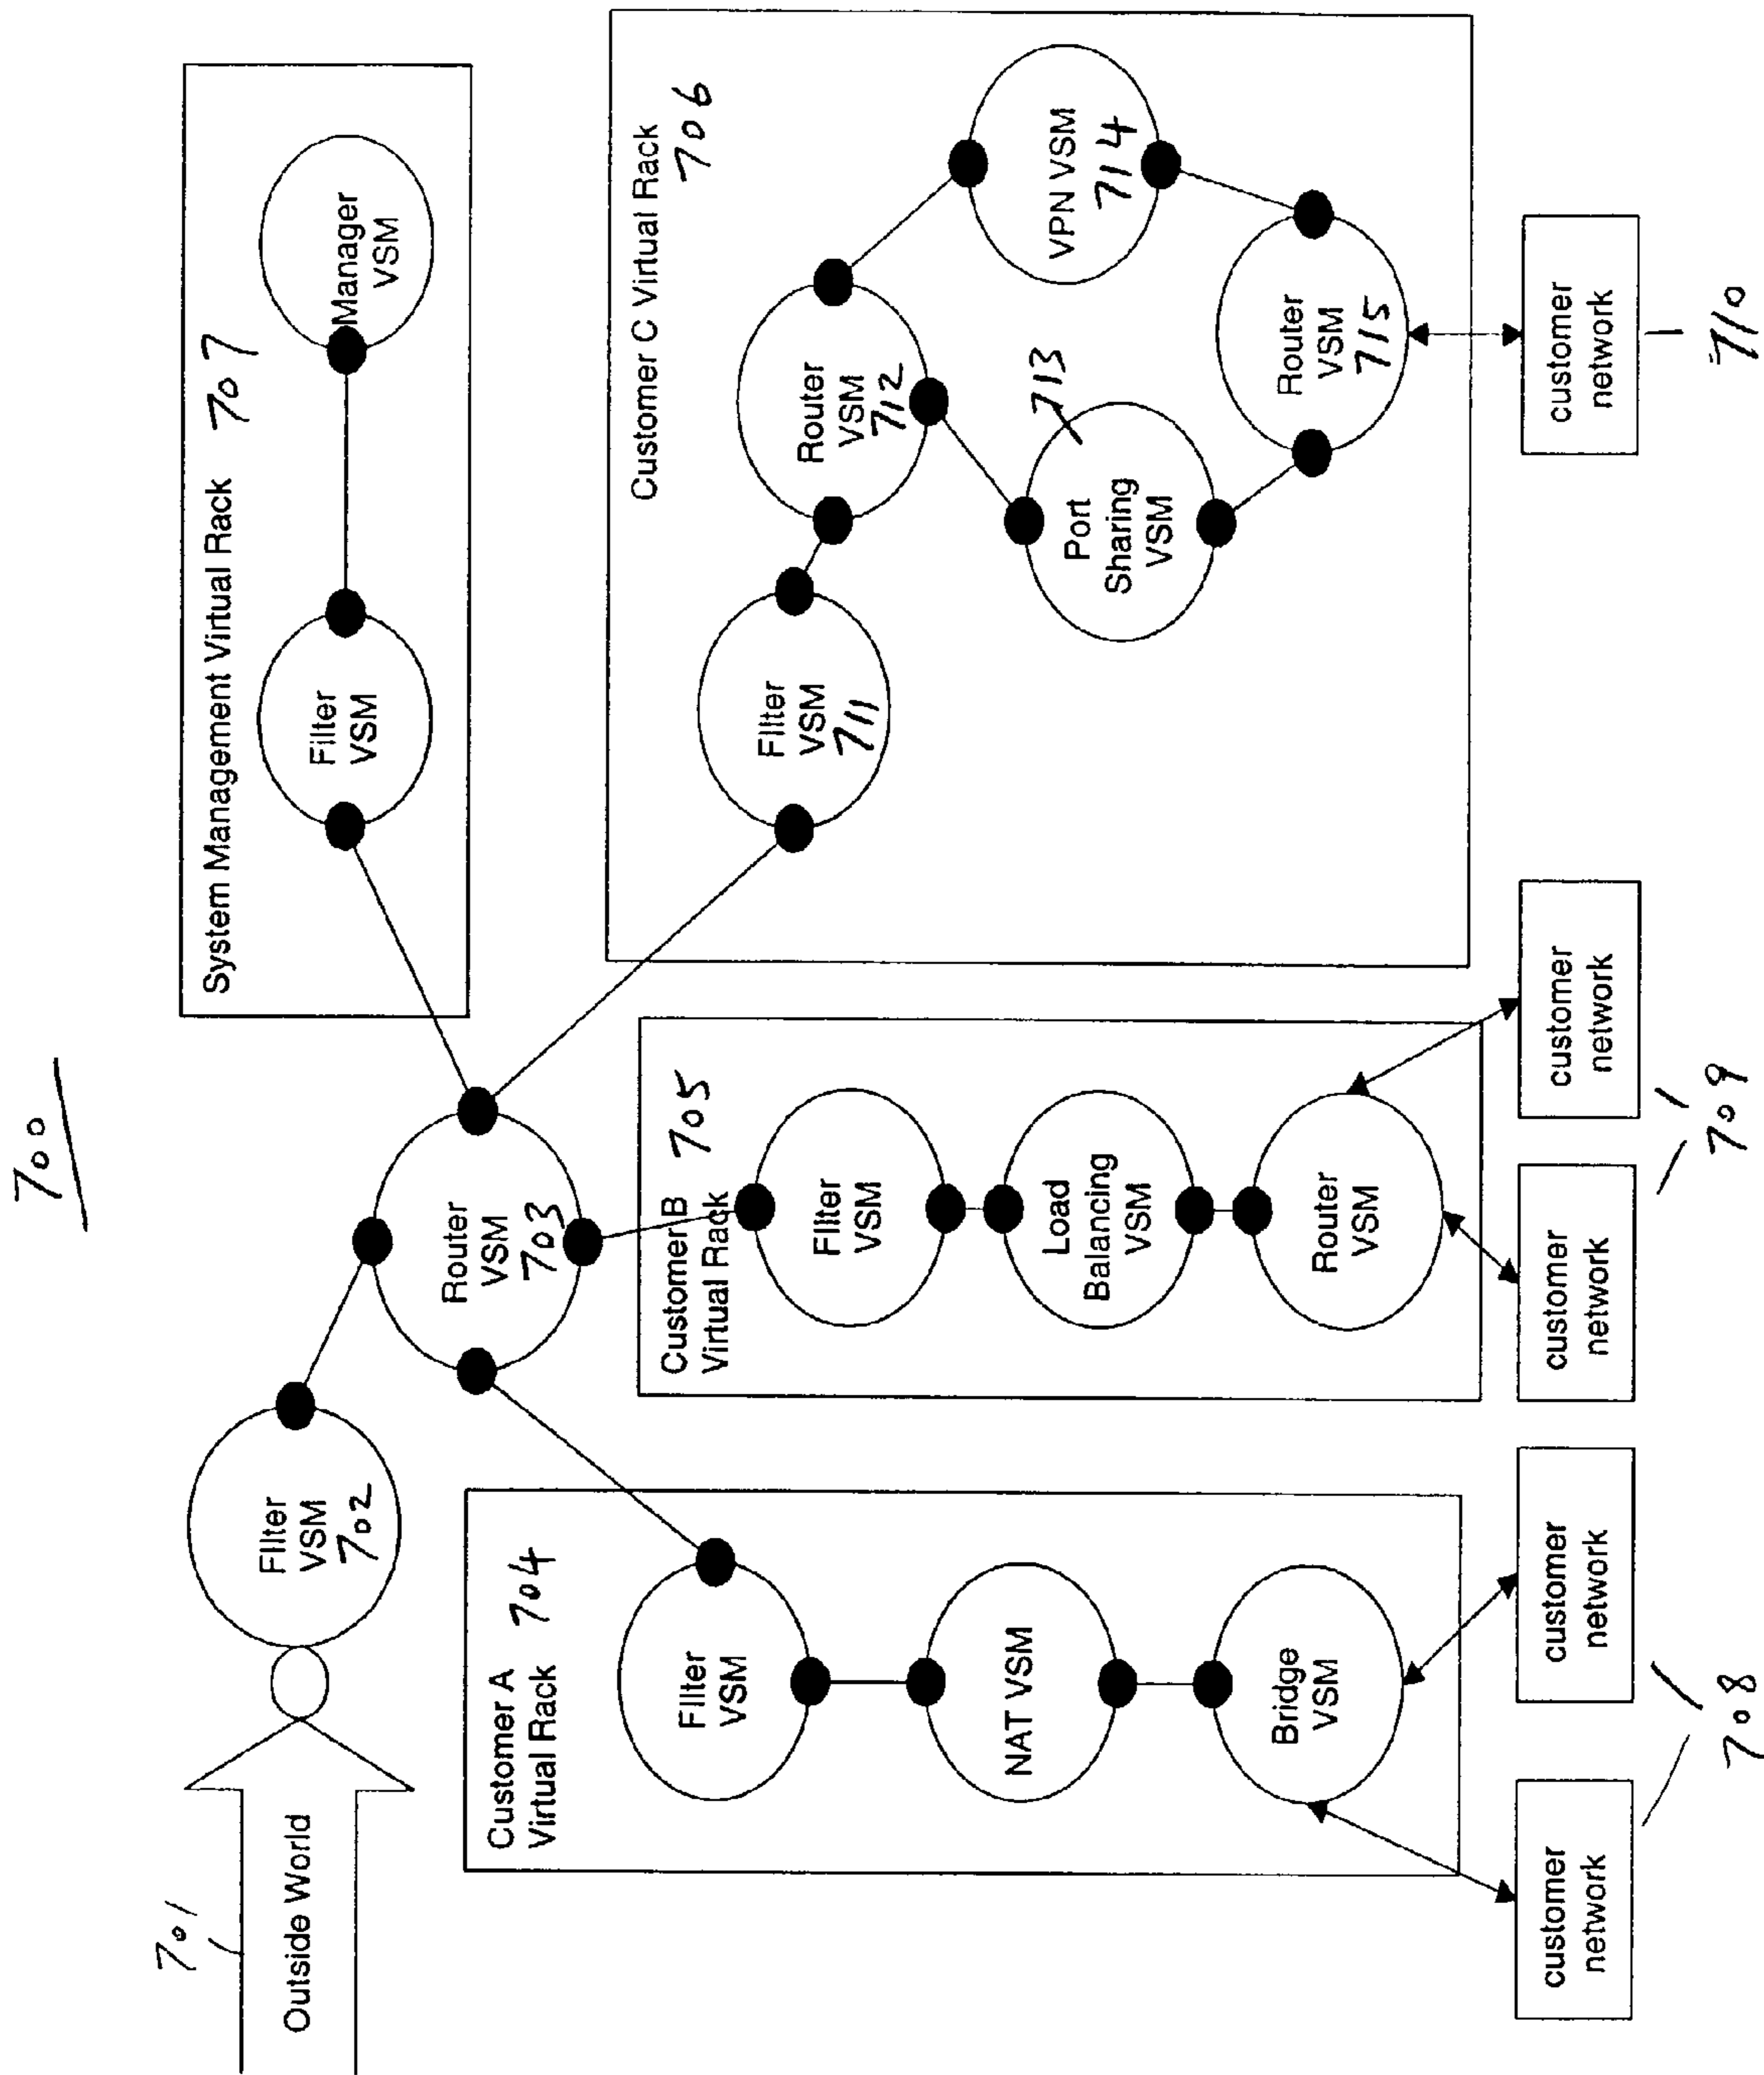 700
701
Outside World
Filter
VSM
702
Router
VSM
703
System Management Virtual Rack 707
Filter
VSM
Manager
VSM
Customer A
Virtual Rack 704
Filter
VSM
NAT VSM
Bridge
VSM
Customer B
Virtual Rack 705
Filter
VSM
Load
Balancing
VSM
Router
VSM
Customer C Virtual Rack
706
Filter
VSM
711
Router
VSM
712
713
Port
Sharing
VSM
VPN VSM
714
Router
VSM
715
customer
network
customer
network
708
customer
network
customer
network
709
customer
network
710